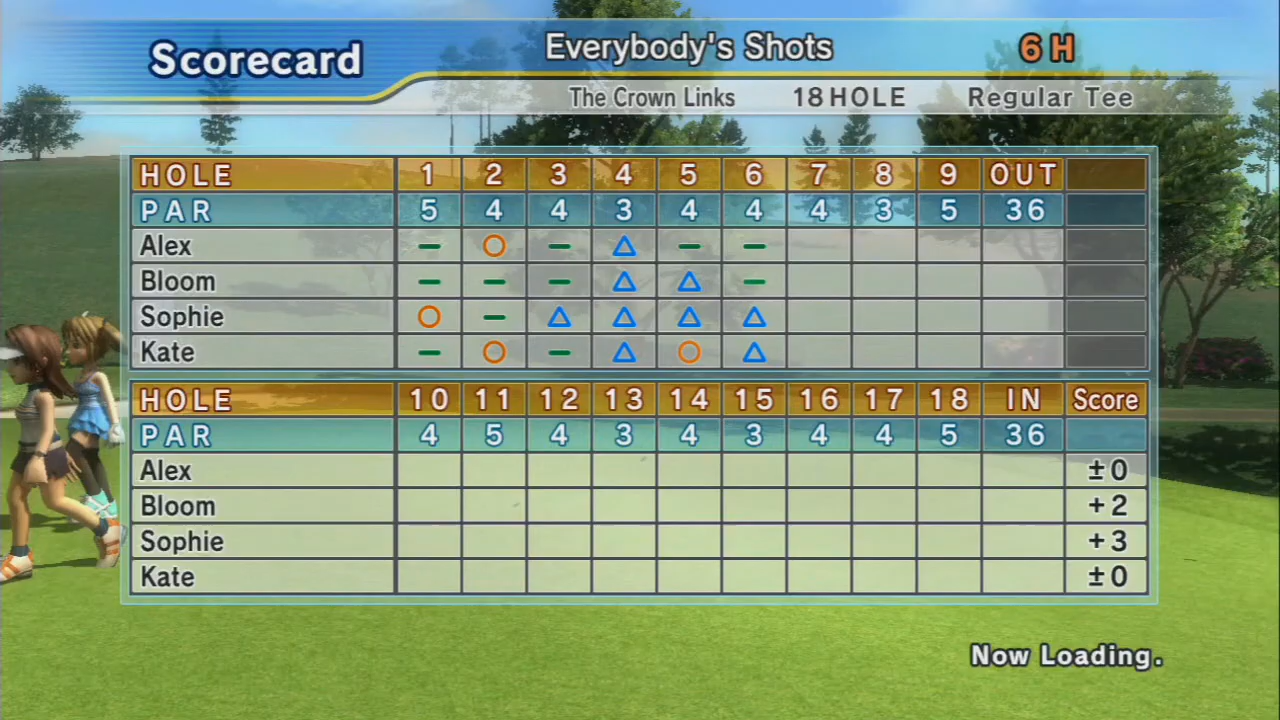 Scorecard
Everybody's Shots 6H
The Crown Links 18HOLE Regular Tee
HOLE 1 2 3 4 5 6 7 8 9 OUT
PAR 5 4 4 3 4 4 4 3 5 36
Alex – ○ – △ – –
Bloom – – – △ △ –
Sophie ○ – △ △ △ △
Kate – ○ – △ ○ △
HOLE 10 11 12 13 14 15 16 17 18 IN Score
PAR 4 5 4 3 4 3 4 4 5 36
Alex ±0
Bloom +2
Sophie +3
Kate ±0
Now Loading.